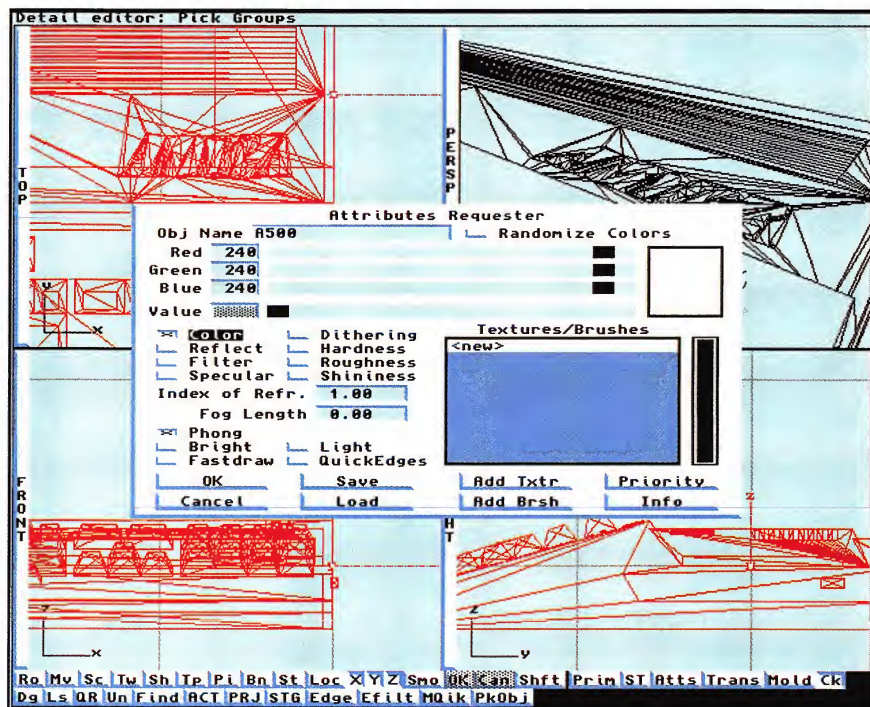 Detail editor: Pick Groups
TOP
PERSP
Attributes Requester
Obj Name A500
Randomize Colors
Red 240
Green 240
Blue 240
Value
Color Dithering
Textures/Brushes
Reflect Hardness
<new>
Filter Roughness
Specular Shininess
Index of Refr. 1.00
Fog Length 0.00
Phong
Bright Light
Fastdraw QuickEdges
OK Save Add Txtr Priority
Cancel Load Add Brsh Info
FRONT
HT
y
x
z
z
x
z
y
Ro Mv Sc Tw Sh Tp Pi Bn St Loc X Y Z Smo OK Can Shft Prim ST Atts Trans Mold Ck
Dg Ls QR Un Find ACT PRJ STG Edge Efilt MQik PkObj